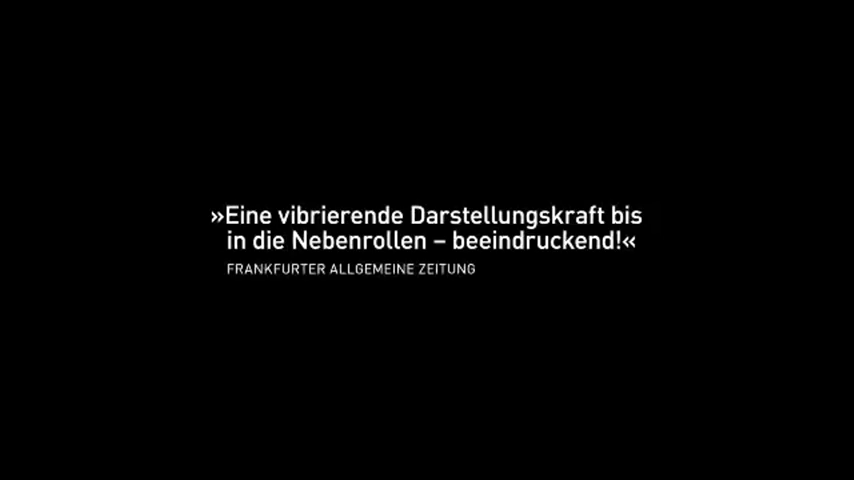 »Eine vibrierende Darstellungskraft bis
in die Nebenrollen – beeindruckend!«
FRANKFURTER ALLGEMEINE ZEITUNG